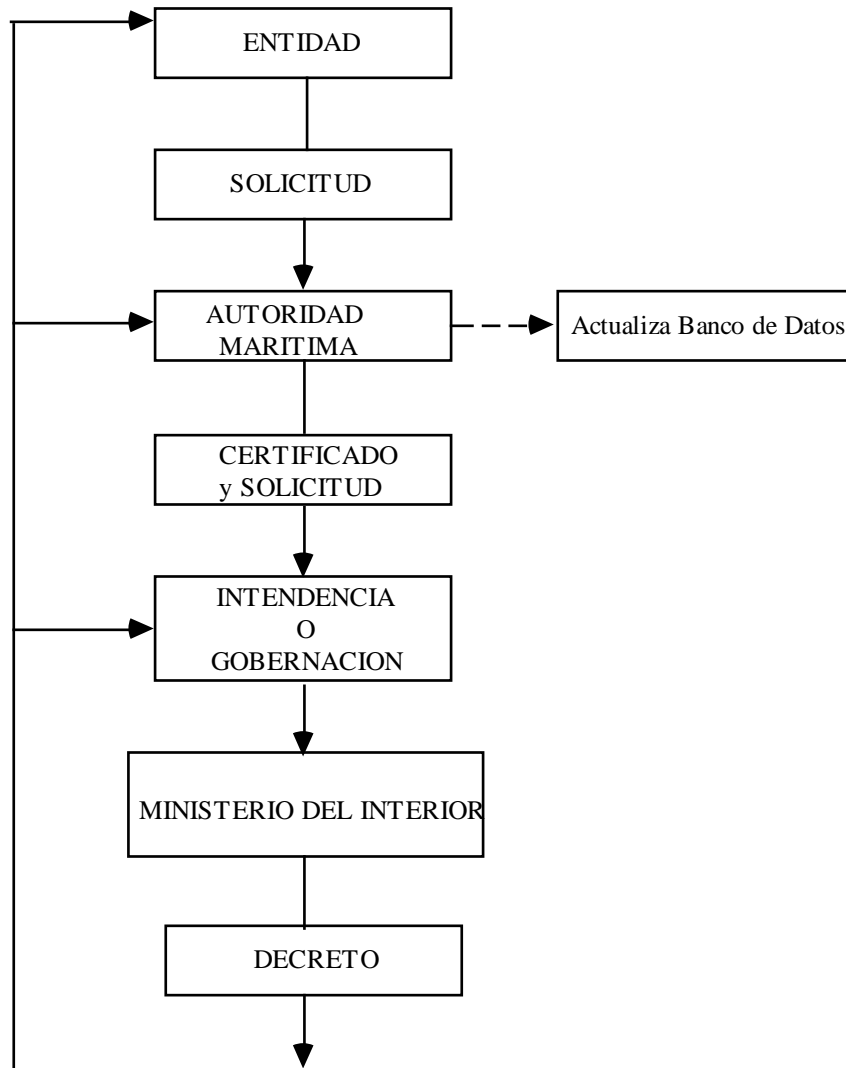 ENTIDAD
SOLICITUD
AUTORIDAD
MARITIMA
Actualiza Banco de Datos
CERTIFICADO
y SOLICITUD
INTENDENCIA
O
GOBERNACION
MINISTERIO DEL INTERIOR
DECRETO